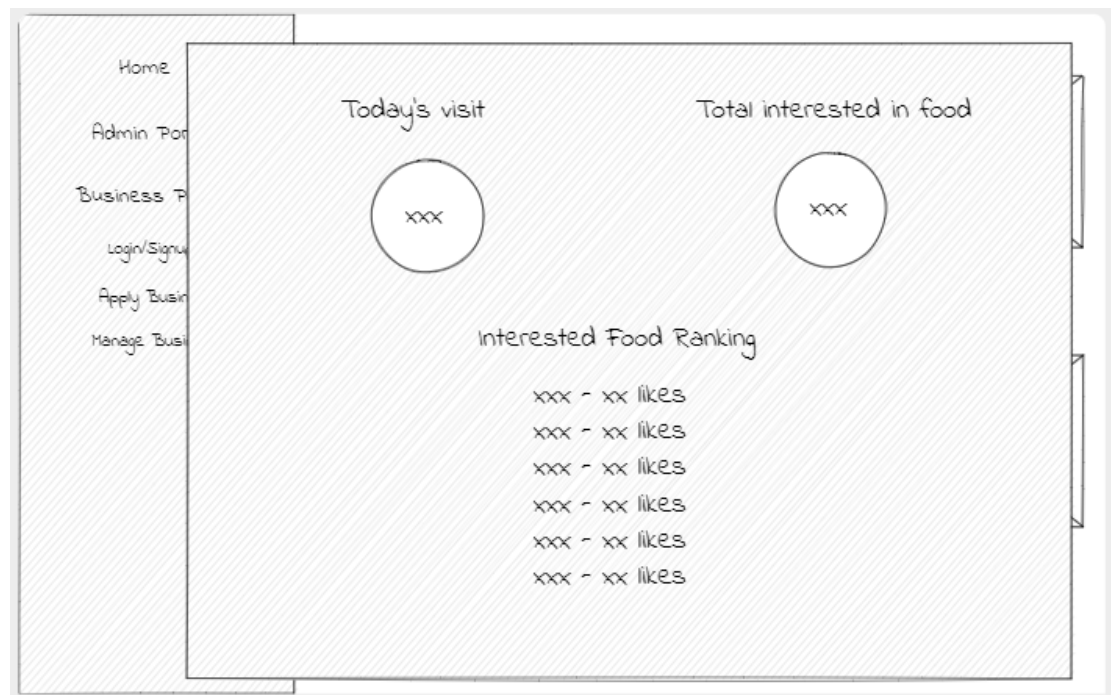 Home
Admin Por
Business P
Login/Signu
Apply Busin
Manage Busi
Today's visit
xxx
Total interested in food
xxx
Interested Food Ranking
xxx - xx likes
xxx - xx likes
xxx - xx likes
xxx - xx likes
xxx - xx likes
xxx - xx likes